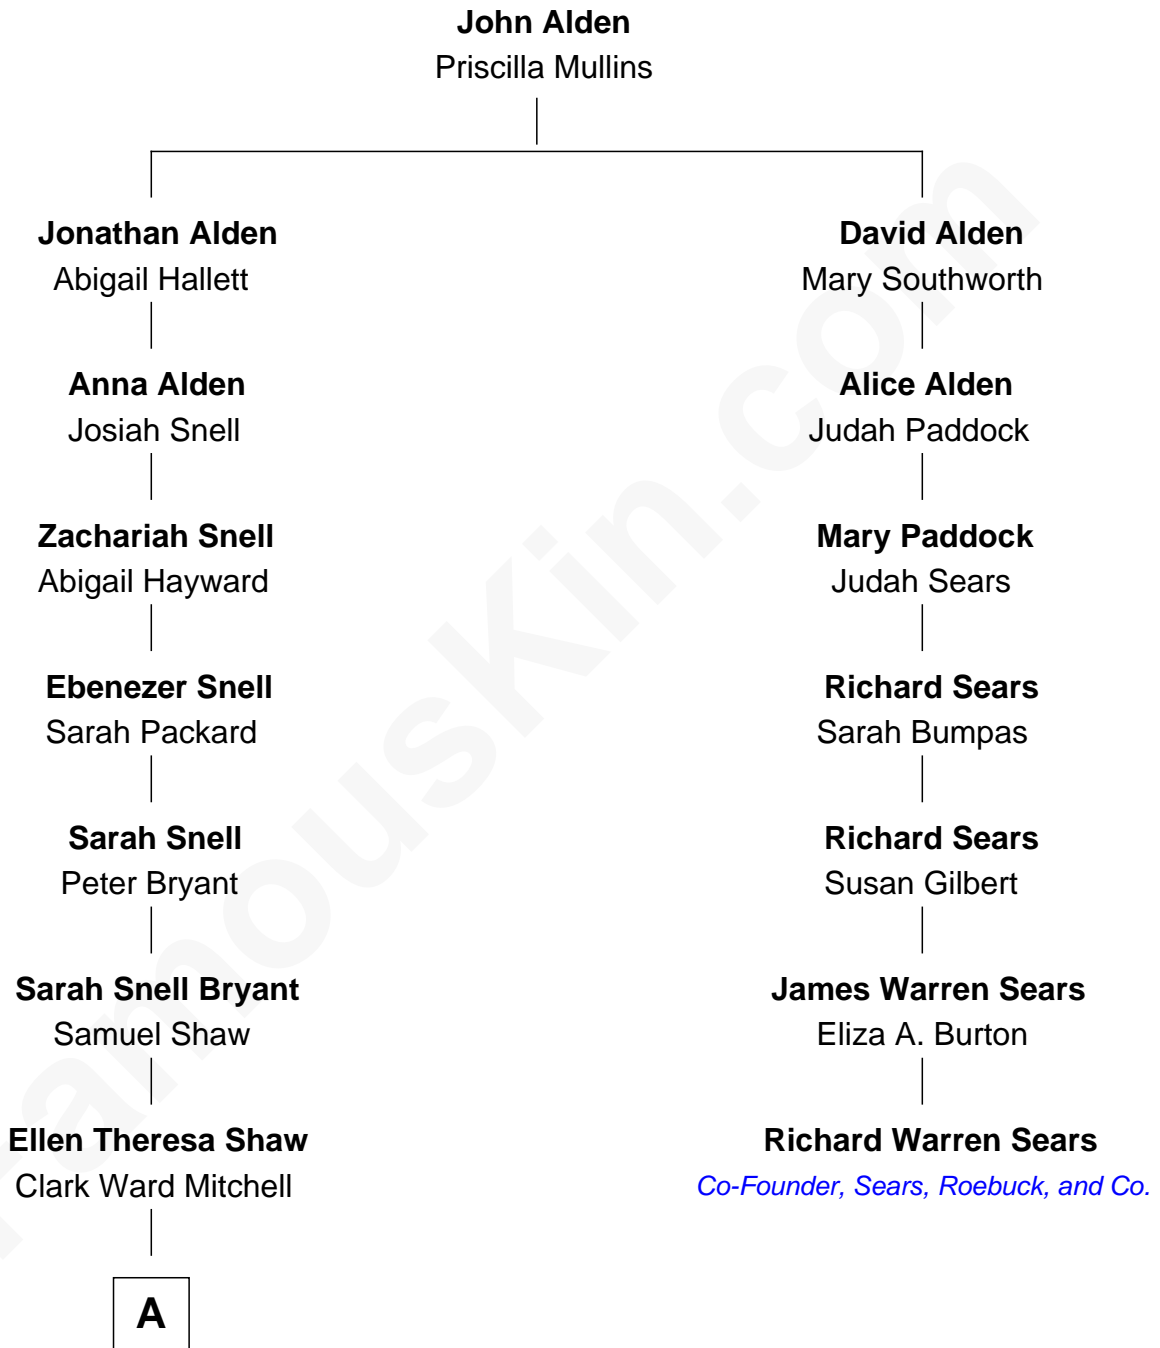 John Alden
Priscilla Mullins
Jonathan Alden
Abigail Hallett
David Alden
Mary Southworth
Anna Alden
Josiah Snell
Alice Alden
Judah Paddock
Zachariah Snell
Abigail Hayward
Mary Paddock
Judah Sears
Ebenezer Snell
Sarah Packard
Richard Sears
Sarah Bumpas
Sarah Snell
Peter Bryant
Richard Sears
Susan Gilbert
Sarah Snell Bryant
Samuel Shaw
James Warren Sears
Eliza A. Burton
Ellen Theresa Shaw
Clark Ward Mitchell
Richard Warren Sears
Co-Founder, Sears, Roebuck, and Co.
A
FamousKin.com